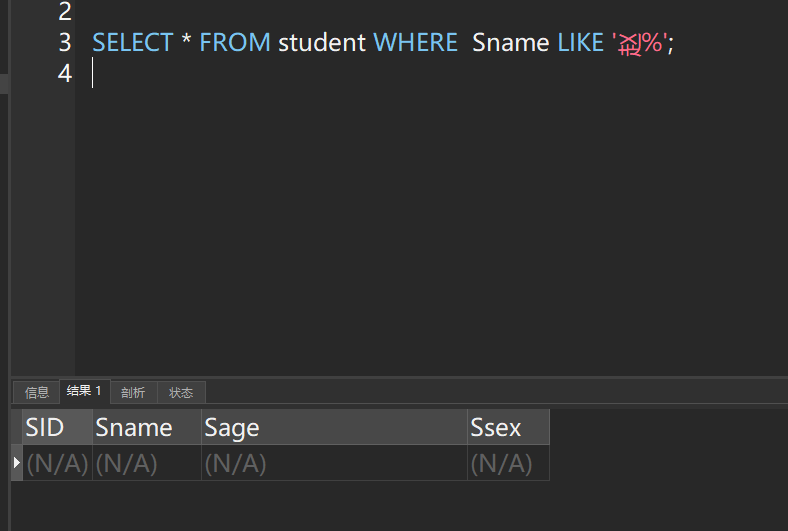 2
3 SELECT * FROM student WHERE Sname LIKE '%';
4
信息 结果 1 剖析 状态
SID Sname Sage Ssex
(N/A) (N/A) (N/A) (N/A)